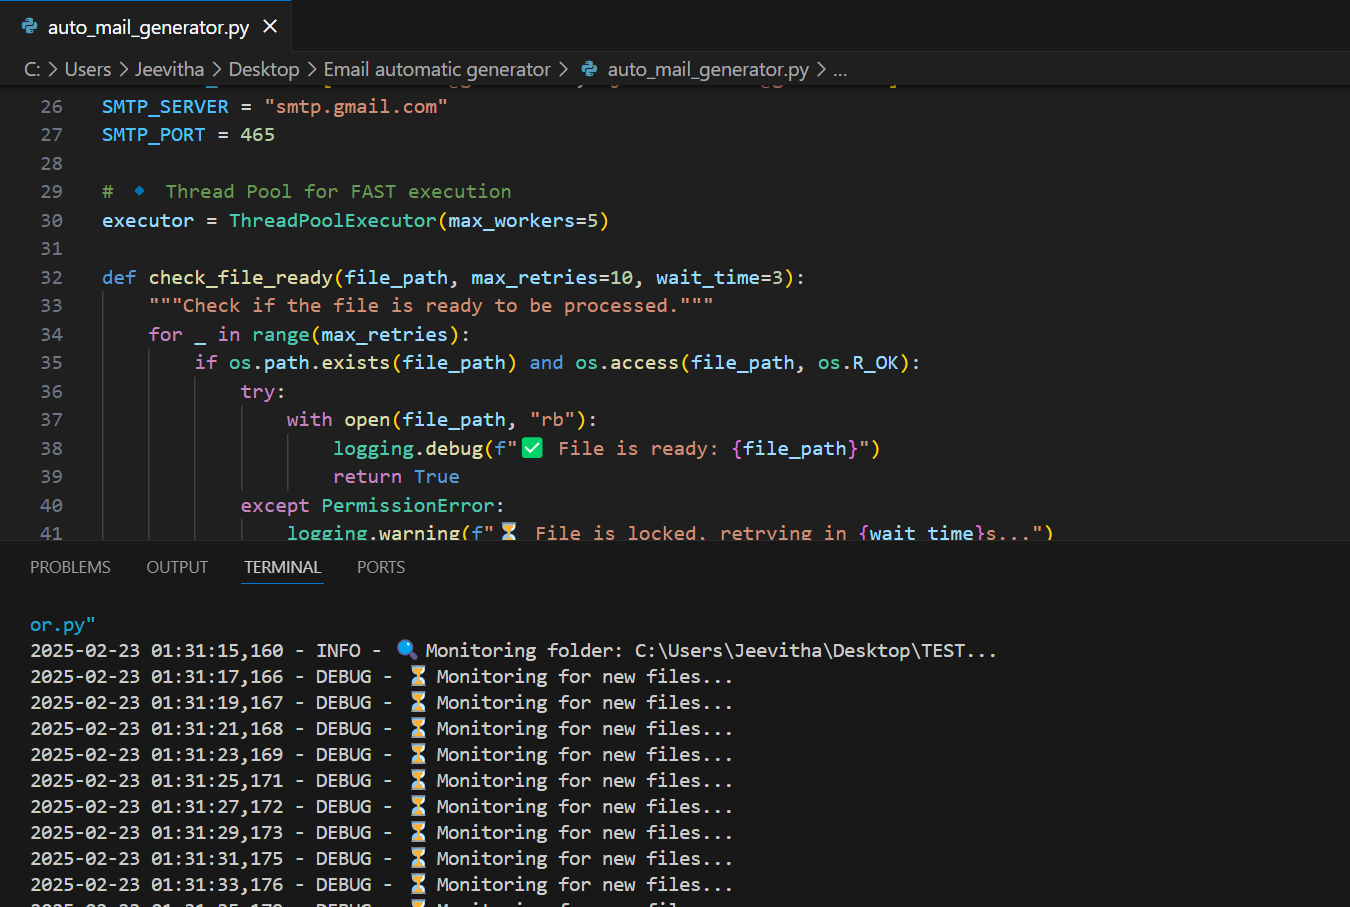 auto_mail_generator.py
C: > Users > Jeevitha > Desktop > Email automatic generator > auto_mail_generator.py > ...
26 SMTP_SERVER = "smtp.gmail.com"
27 SMTP_PORT = 465
28
29 # 🔹 Thread Pool for FAST execution
30 executor = ThreadPoolExecutor(max_workers=5)
31
32 def check_file_ready(file_path, max_retries=10, wait_time=3):
33 """Check if the file is ready to be processed."""
34 for _ in range(max_retries):
35 if os.path.exists(file_path) and os.access(file_path, os.R_OK):
36 try:
37 with open(file_path, "rb"):
38 logging.debug(f"✅ File is ready: {file_path}")
39 return True
40 except PermissionError:
41 logging.warning(f"⏳ File is locked, retrying in {wait_time}s...")
PROBLEMS OUTPUT TERMINAL PORTS
or.py"
2025-02-23 01:31:15,160 - INFO - 🔍 Monitoring folder: C:\Users\Jeevitha\Desktop\TEST...
2025-02-23 01:31:17,166 - DEBUG - ⏳ Monitoring for new files...
2025-02-23 01:31:19,167 - DEBUG - ⏳ Monitoring for new files...
2025-02-23 01:31:21,168 - DEBUG - ⏳ Monitoring for new files...
2025-02-23 01:31:23,169 - DEBUG - ⏳ Monitoring for new files...
2025-02-23 01:31:25,171 - DEBUG - ⏳ Monitoring for new files...
2025-02-23 01:31:27,172 - DEBUG - ⏳ Monitoring for new files...
2025-02-23 01:31:29,173 - DEBUG - ⏳ Monitoring for new files...
2025-02-23 01:31:31,175 - DEBUG - ⏳ Monitoring for new files...
2025-02-23 01:31:33,176 - DEBUG - ⏳ Monitoring for new files...